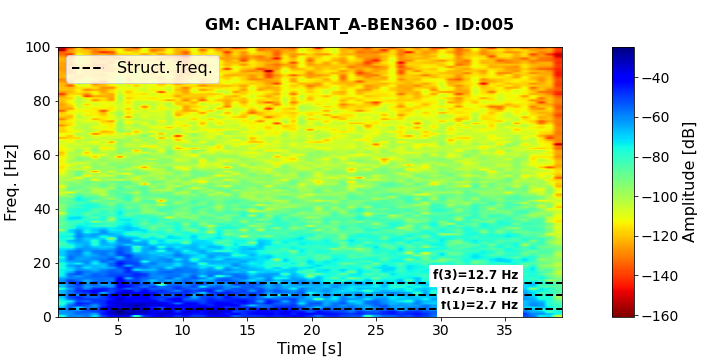 GM: CHALFANT_A-BEN360 - ID:005
Struct. freq.
100
80
60
40
20
0
Freq. [Hz]
f(3)=12.7 Hz
f(2)=8.1 Hz
f(1)=2.7 Hz
5 10 15 20 25 30 35
Time [s]
−40
−60
−80
−100
−120
−140
−160
Amplitude [dB]